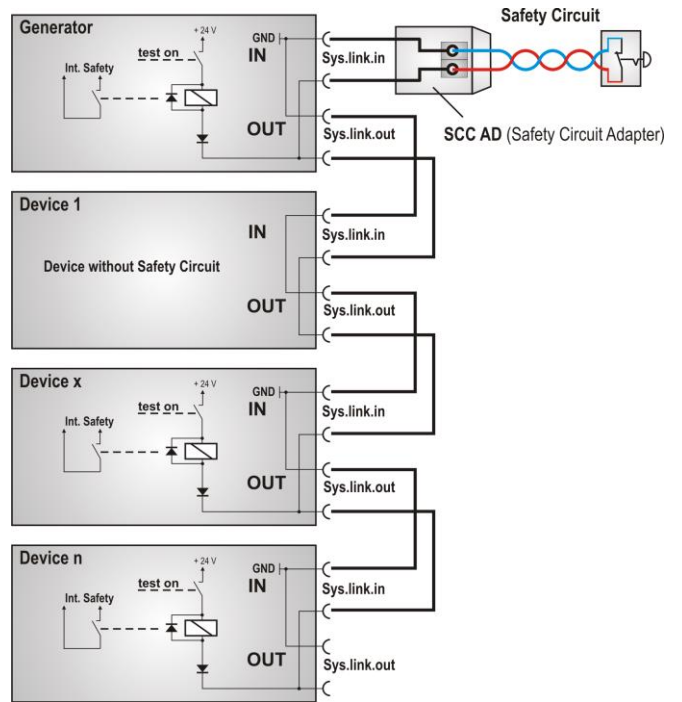 Generator
+ 24 V
test on
Int. Safety
GND
IN
Sys.link.in
OUT
Sys.link.out
Safety Circuit
SCC AD (Safety Circuit Adapter)
Device 1
IN
Sys.link.in
Device without Safety Circuit
OUT
Sys.link.out
Device x
+ 24 V
test on
Int. Safety
GND
IN
Sys.link.in
OUT
Sys.link.out
Device n
+ 24 V
test on
Int. Safety
GND
IN
Sys.link.in
OUT
Sys.link.out